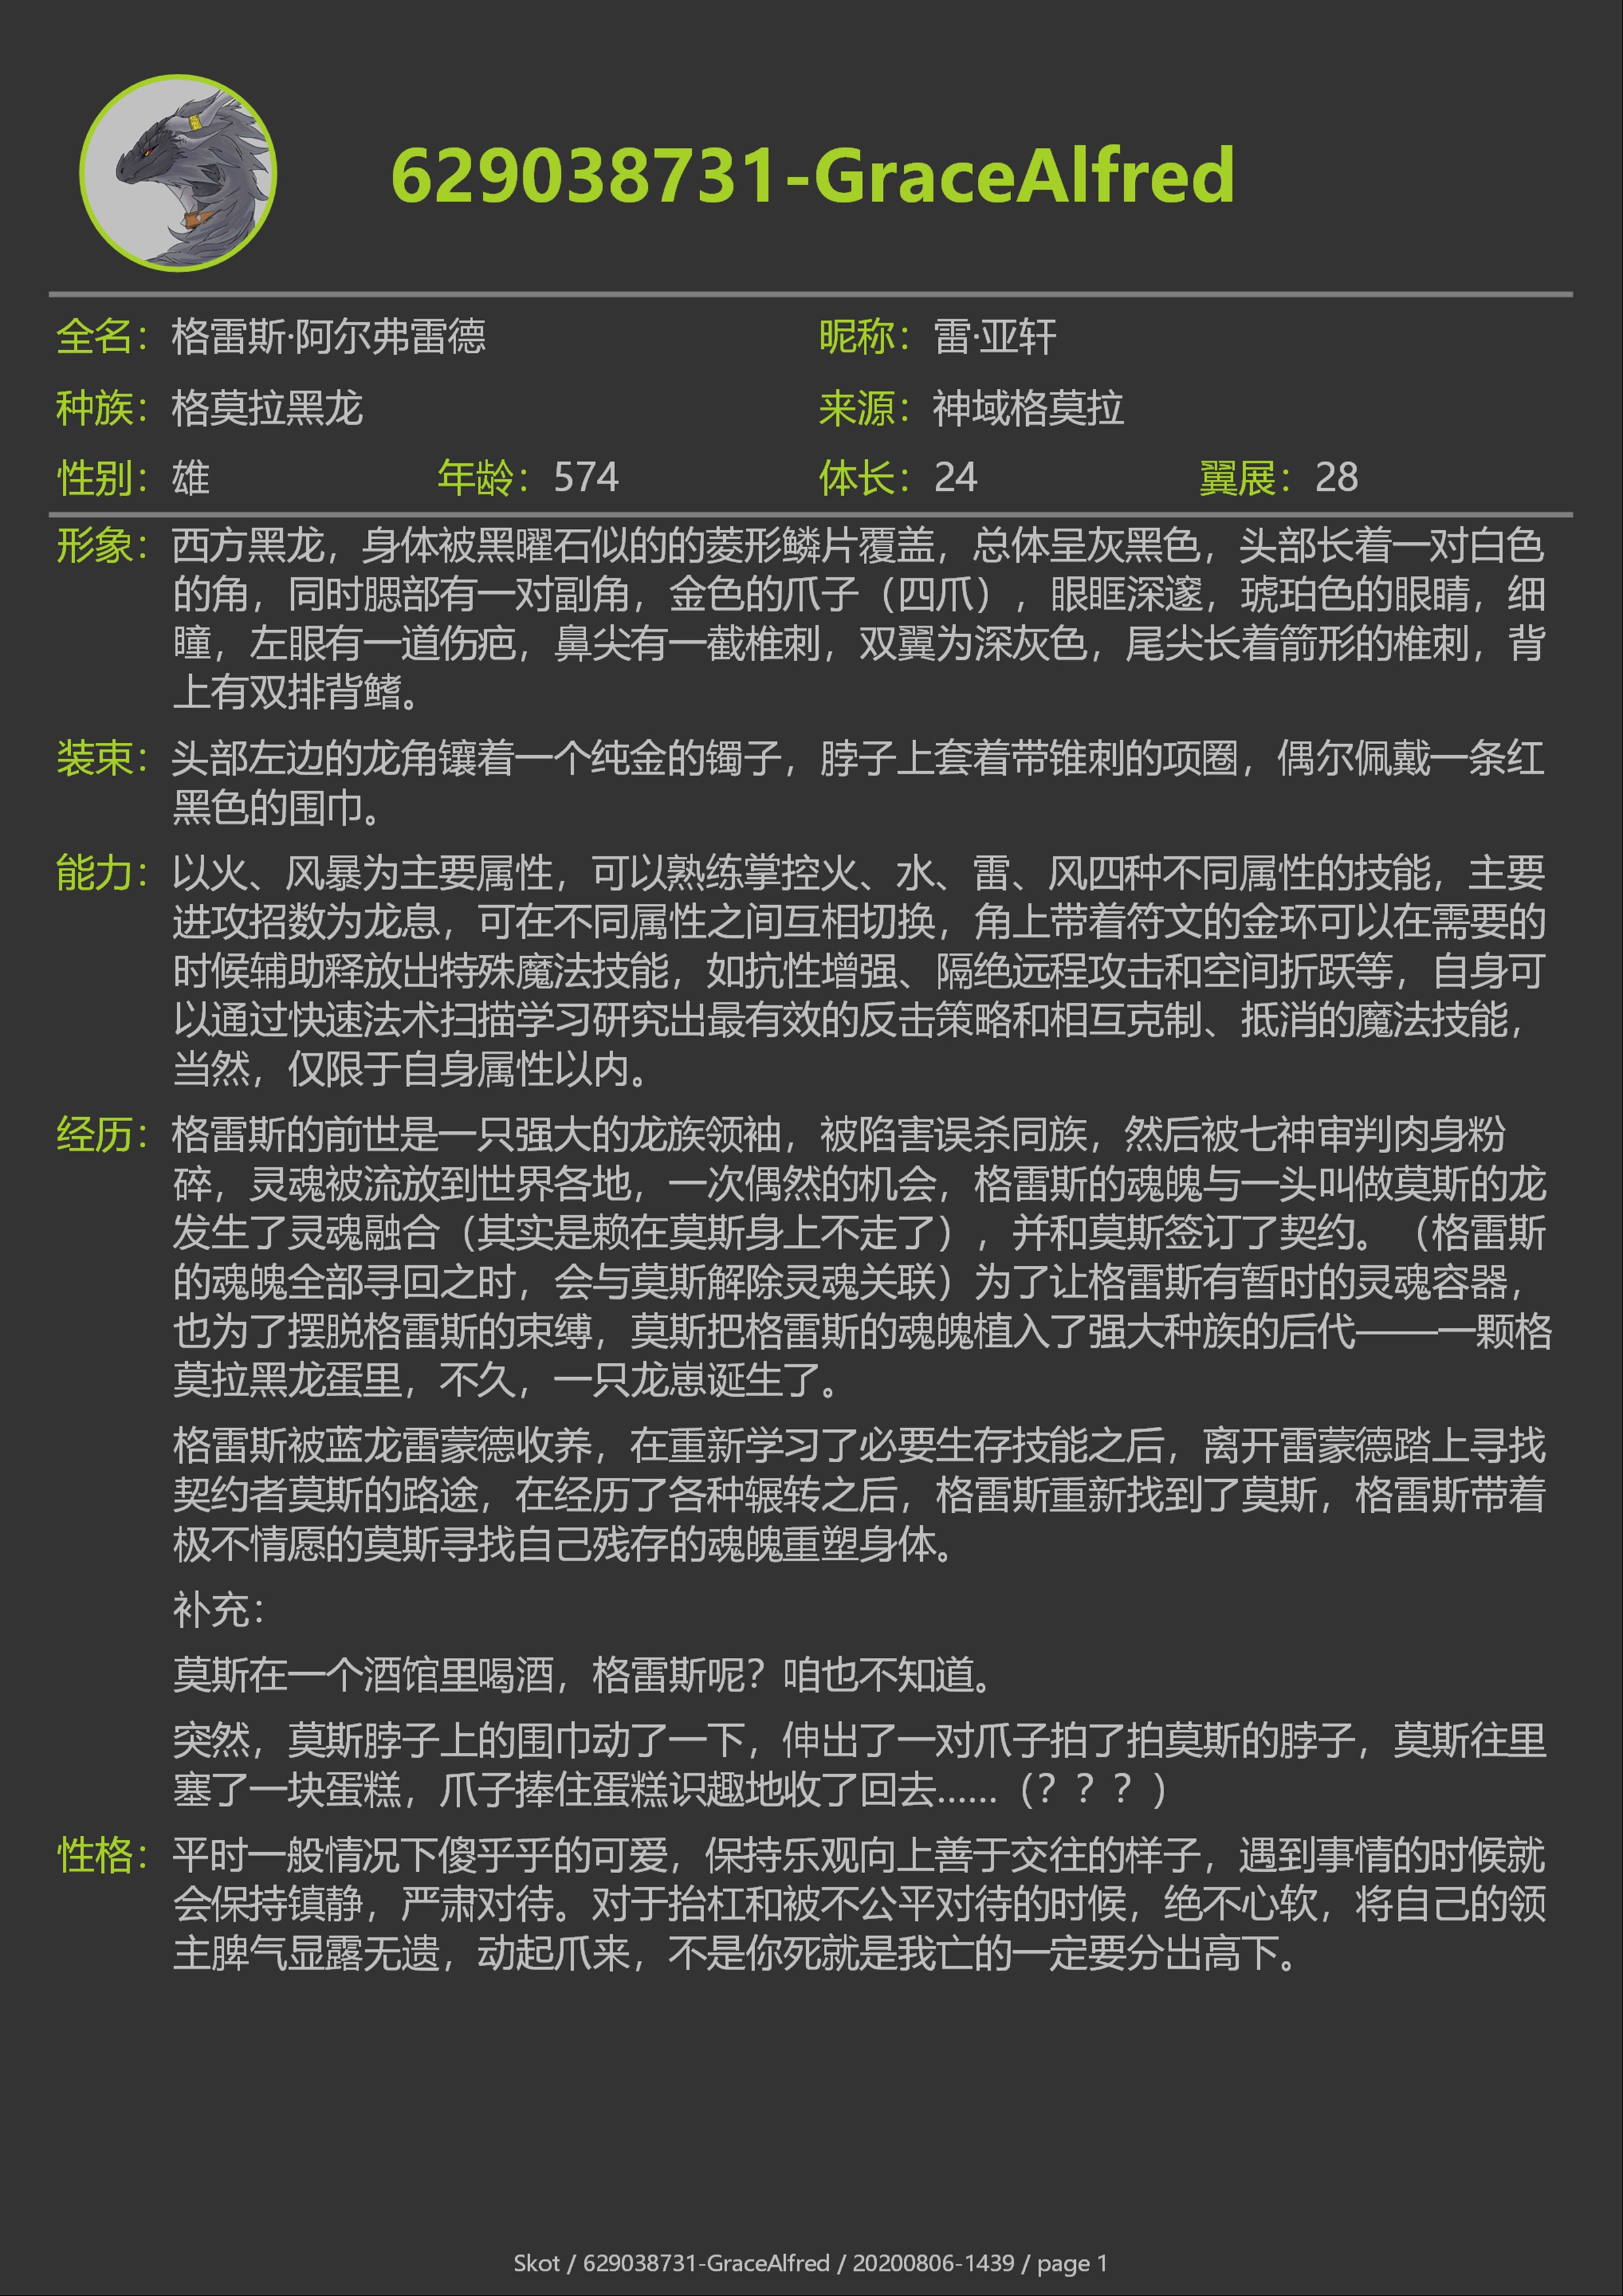 629038731-GraceAlfred
全名：格雷斯·阿尔弗雷德 昵称：雷·亚轩
种族：格莫拉黑龙 来源：神域格莫拉
性别：雄 年龄：574 体长：24 翼展：28
形象：西方黑龙，身体被黑曜石似的的菱形鳞片覆盖，总体呈灰黑色，头部长着一对白色
的角，同时腮部有一对副角，金色的爪子（四爪），眼眶深邃，琥珀色的眼睛，细
瞳，左眼有一道伤疤，鼻尖有一截椎刺，双翼为深灰色，尾尖长着箭形的椎刺，背
上有双排背鳍。
装束：头部左边的龙角镶着一个纯金的镯子，脖子上套着带锥刺的项圈，偶尔佩戴一条红
黑色的围巾。
能力：以火、风暴为主要属性，可以熟练掌控火、水、雷、风四种不同属性的技能，主要
进攻招数为龙息，可在不同属性之间互相切换，角上带着符文的金环可以在需要的
时候辅助释放出特殊魔法技能，如抗性增强、隔绝远程攻击和空间折跃等，自身可
以通过快速法术扫描学习研究出最有效的反击策略和相互克制、抵消的魔法技能，
当然，仅限于自身属性以内。
经历：格雷斯的前世是一只强大的龙族领袖，被陷害误杀同族，然后被七神审判肉身粉
碎，灵魂被流放到世界各地，一次偶然的机会，格雷斯的魂魄与一头叫做莫斯的龙
发生了灵魂融合（其实是赖在莫斯身上不走了），并和莫斯签订了契约。（格雷斯
的魂魄全部寻回之时，会与莫斯解除灵魂关联）为了让格雷斯有暂时的灵魂容器，
也为了摆脱格雷斯的束缚，莫斯把格雷斯的魂魄植入了强大种族的后代——一颗格
莫拉黑龙蛋里，不久，一只龙崽诞生了。
格雷斯被蓝龙雷蒙德收养，在重新学习了必要生存技能之后，离开雷蒙德踏上寻找
契约者莫斯的路途，在经历了各种辗转之后，格雷斯重新找到了莫斯，格雷斯带着
极不情愿的莫斯寻找自己残存的魂魄重塑身体。
补充：
莫斯在一个酒馆里喝酒，格雷斯呢？咱也不知道。
突然，莫斯脖子上的围巾动了一下，伸出了一对爪子拍了拍莫斯的脖子，莫斯往里
塞了一块蛋糕，爪子捧住蛋糕识趣地收了回去……（？？？）
性格：平时一般情况下傻乎乎的可爱，保持乐观向上善于交往的样子，遇到事情的时候就
会保持镇静，严肃对待。对于抬杠和被不公平对待的时候，绝不心软，将自己的领
主脾气显露无遗，动起爪来，不是你死就是我亡的一定要分出高下。
Skot / 629038731-GraceAlfred / 20200806-1439 / page 1